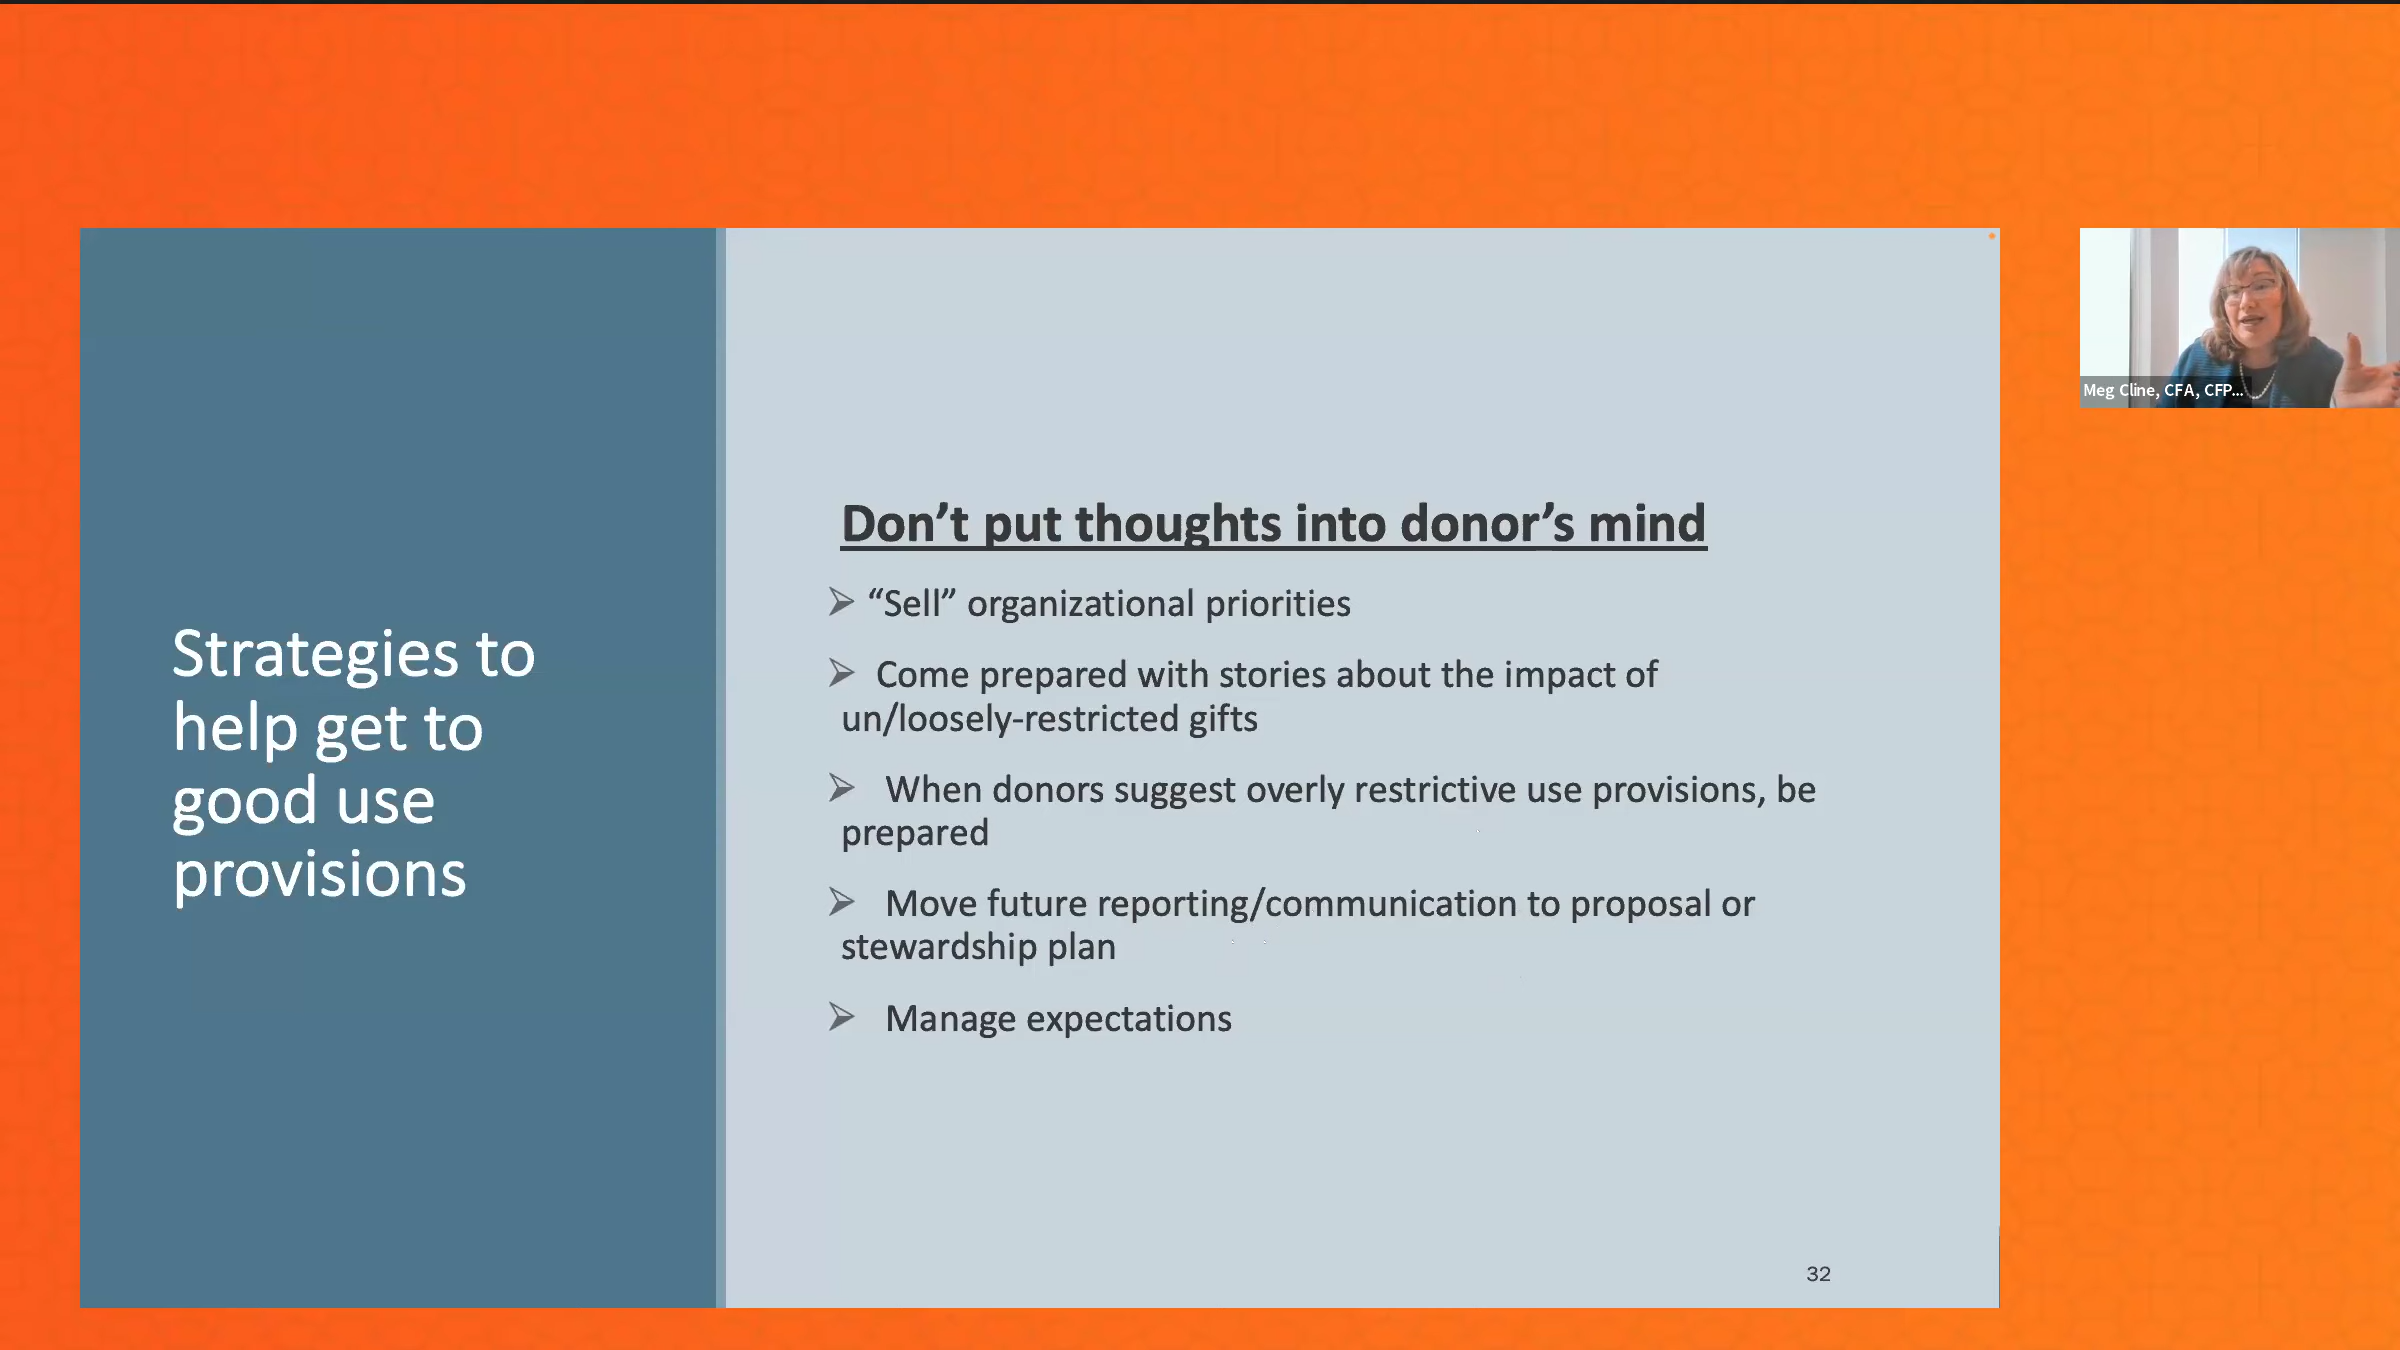 Strategies to
help get to
good use
provisions
Don’t put thoughts into donor’s mind
“Sell” organizational priorities
Come prepared with stories about the impact of
un/loosely-restricted gifts
When donors suggest overly restrictive use provisions, be
prepared
Move future reporting/communication to proposal or
stewardship plan
Manage expectations
32
Meg Cline, CFA, CFP...